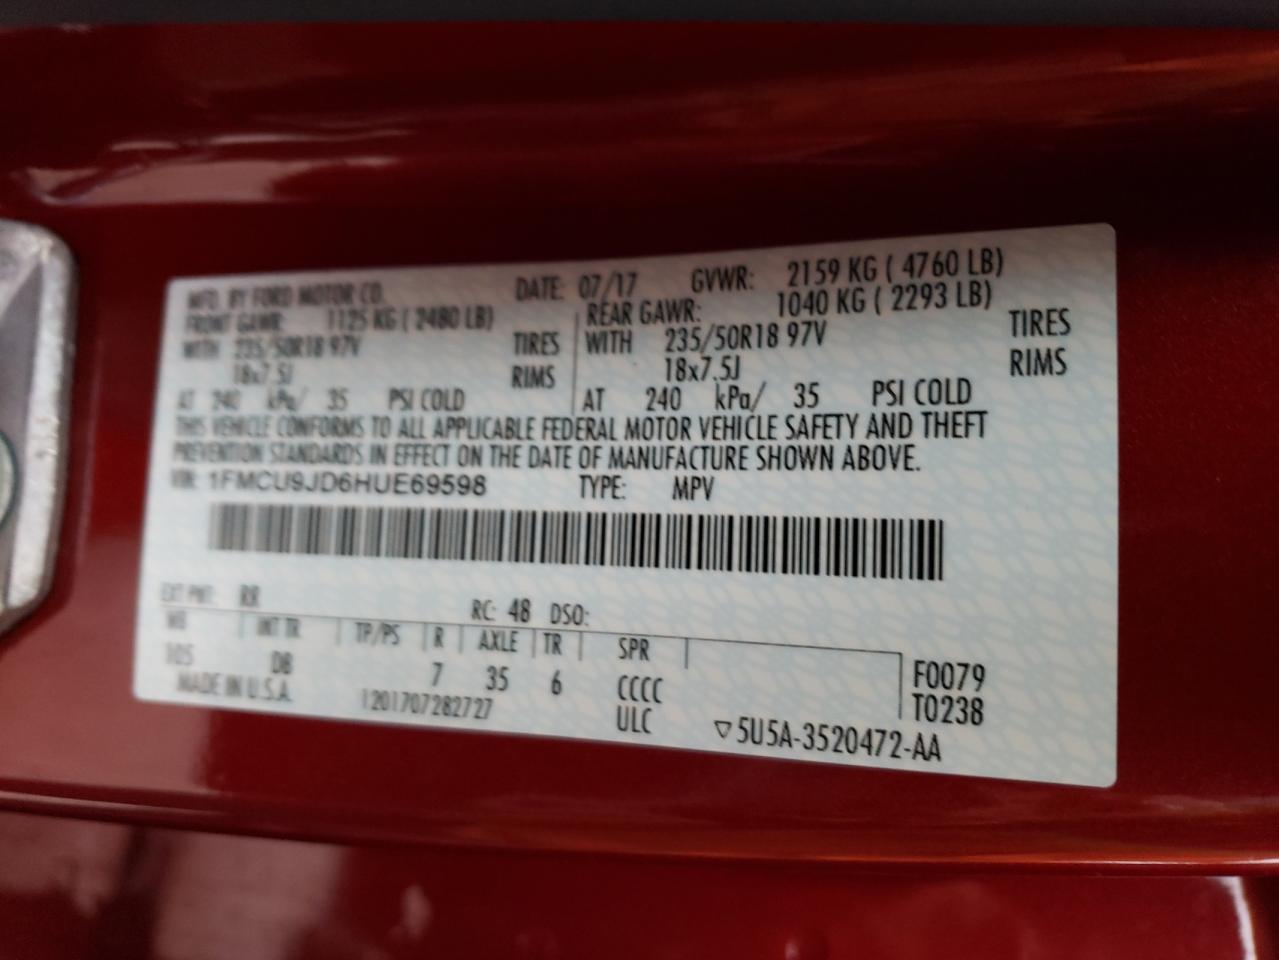 MFD. BY FORD MOTOR CO. DATE: 07/17 GVWR: 2159 KG ( 4760 LB)
FRONT GAWR: 1125 KG ( 2480 LB) REAR GAWR: 1040 KG ( 2293 LB)
WITH 235/50R18 97V TIRES WITH 235/50R18 97V TIRES
18x7.5J RIMS 18x7.5J RIMS
AT 240 kPa/ 35 PSI COLD AT 240 kPa/ 35 PSI COLD
THIS VEHICLE CONFORMS TO ALL APPLICABLE FEDERAL MOTOR VEHICLE SAFETY AND THEFT
PREVENTION STANDARDS IN EFFECT ON THE DATE OF MANUFACTURE SHOWN ABOVE.
VIN: 1FMCU9JD6HUE69598 TYPE: MPV
EXT PNT: RR RC: 48 DSO:
WB INT TR TP/PS R AXLE TR SPR
105 DB 7 35 6 CCCC F0079
MADE IN U.S.A. 1201707282727 ULC T0238
▽5U5A-3520472-AA